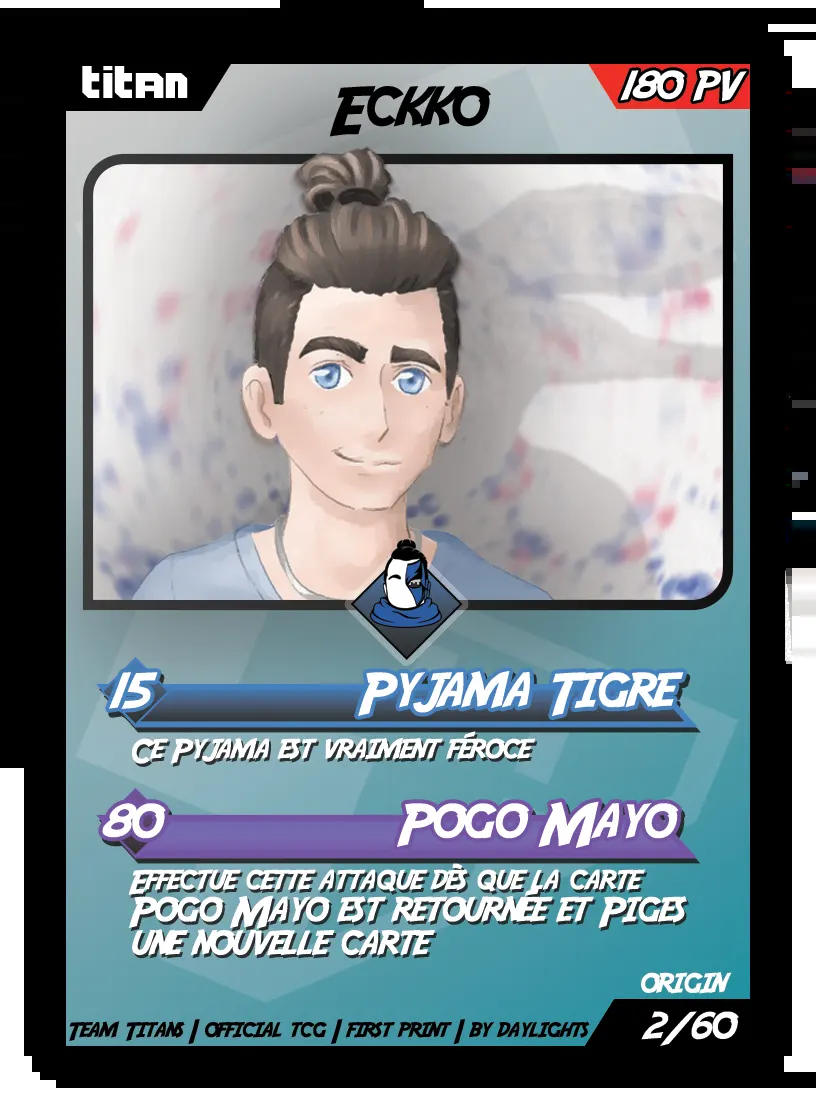 titan
Eckko
180 PV
15
Pyjama Tigre
Ce Pyjama est vraiment féroce
80
Pogo Mayo
Effectue cette attaque dès que la carte
Pogo Mayo est retournée et Piges
une nouvelle carte
origin
Team Titans | official tcg | first print | by daylights
2/60